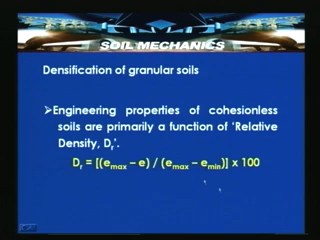 SOIL MECHANICS
Densification of granular soils
➢Engineering properties of cohesionless
soils are primarily a function of ‘Relative
Density, Dr’.
Dr = [(emax – e) / (emax – emin)] x 100